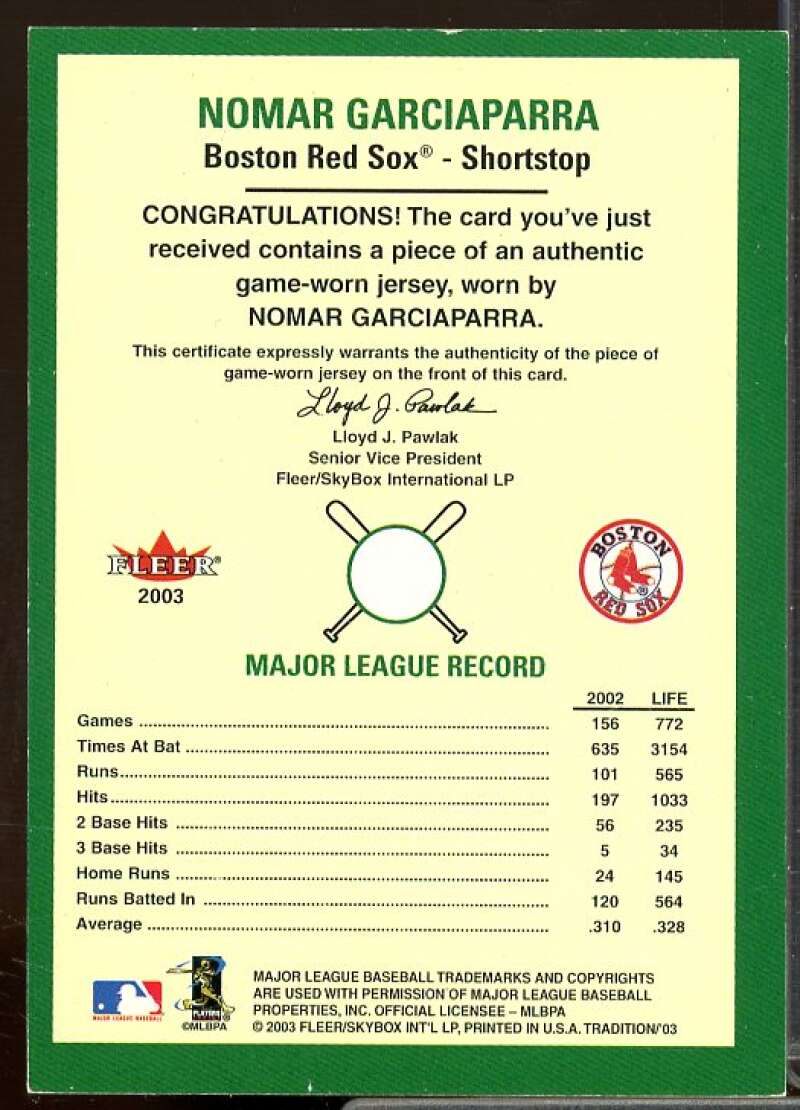 NOMAR GARCIAPARRA
Boston Red Sox® - Shortstop
CONGRATULATIONS! The card you've just
received contains a piece of an authentic
game-worn jersey, worn by
NOMAR GARCIAPARRA.
This certificate expressly warrants the authenticity of the piece of
game-worn jersey on the front of this card.
Lloyd J. Pawlak
Lloyd J. Pawlak
Senior Vice President
Fleer/SkyBox International LP
FLEER®
2003
BOSTON
RED SOX
®
MAJOR LEAGUE RECORD
2002 LIFE
Games 156 772
Times At Bat 635 3154
Runs 101 565
Hits 197 1033
2 Base Hits 56 235
3 Base Hits 5 34
Home Runs 24 145
Runs Batted In 120 564
Average .310 .328
MAJOR LEAGUE BASEBALL
PLAYERS
®
©MLBPA
MAJOR LEAGUE BASEBALL TRADEMARKS AND COPYRIGHTS
ARE USED WITH PERMISSION OF MAJOR LEAGUE BASEBALL
PROPERTIES, INC. OFFICIAL LICENSEE – MLBPA
© 2003 FLEER/SKYBOX INT'L LP, PRINTED IN U.S.A. TRADITION/'03